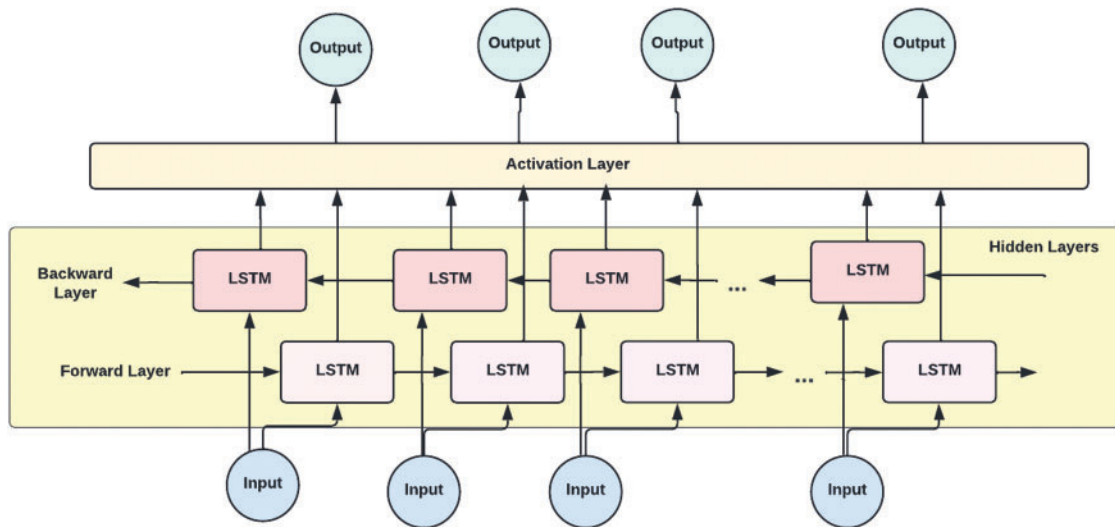 Output
Output
Output
Output
Activation Layer
Hidden Layers
Backward
Layer
LSTM
LSTM
LSTM
...
LSTM
Forward Layer
LSTM
LSTM
LSTM
...
LSTM
Input
Input
Input
Input